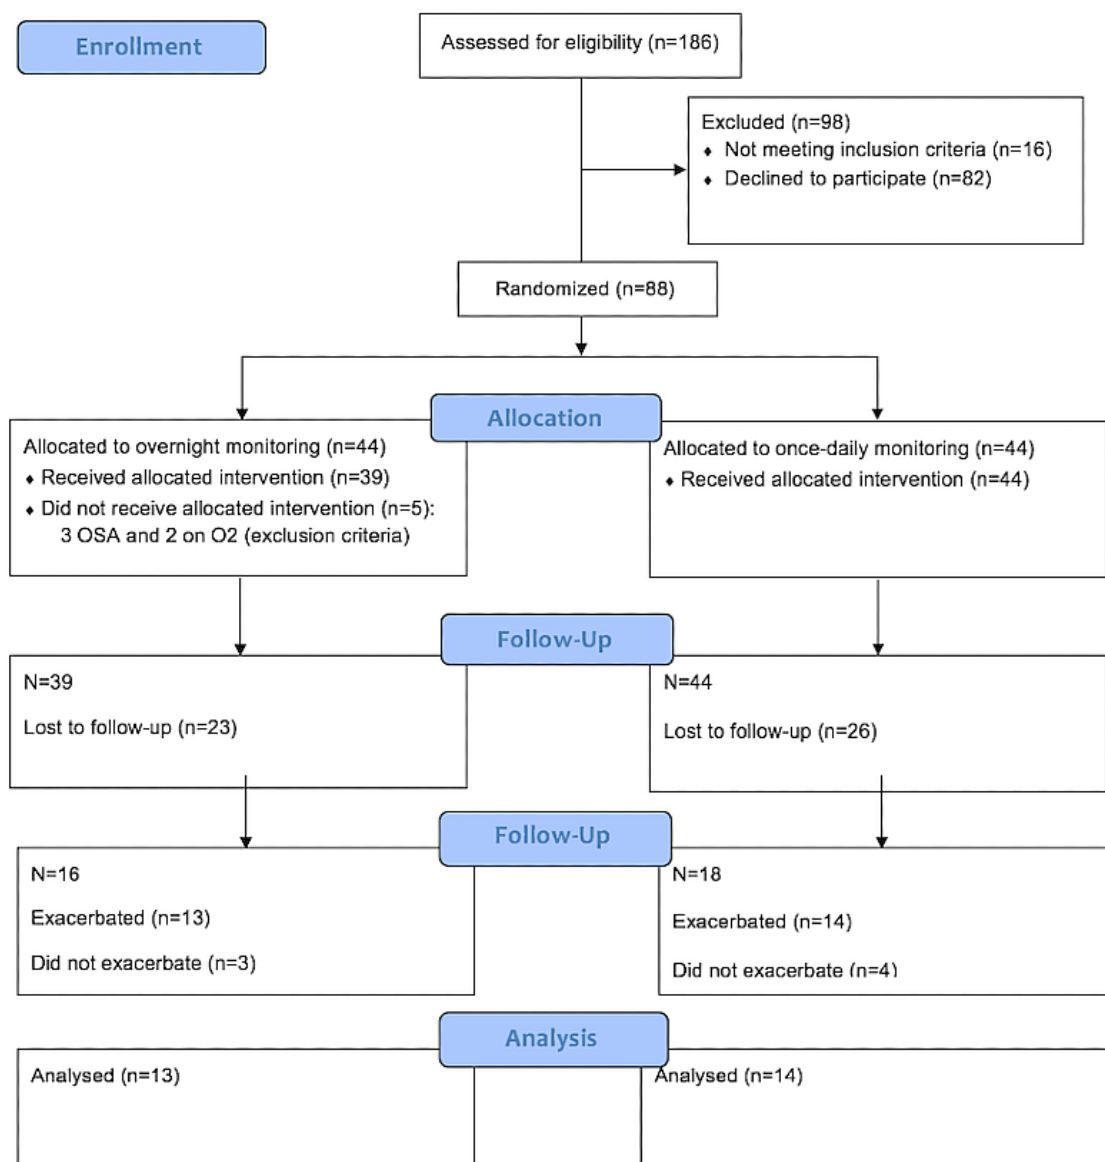 Enrollment
Assessed for eligibility (n=186)
Excluded (n=98)
♦ Not meeting inclusion criteria (n=16)
♦ Declined to participate (n=82)
Randomized (n=88)
Allocation
Allocated to overnight monitoring (n=44)
♦ Received allocated intervention (n=39)
♦ Did not receive allocated intervention (n=5):
3 OSA and 2 on O2 (exclusion criteria)
Allocated to once-daily monitoring (n=44)
♦ Received allocated intervention (n=44)
Follow-Up
N=39
Lost to follow-up (n=23)
N=44
Lost to follow-up (n=26)
Follow-Up
N=16
Exacerbated (n=13)
Did not exacerbate (n=3)
N=18
Exacerbated (n=14)
Did not exacerbate (n=4)
Analysis
Analysed (n=13)
Analysed (n=14)